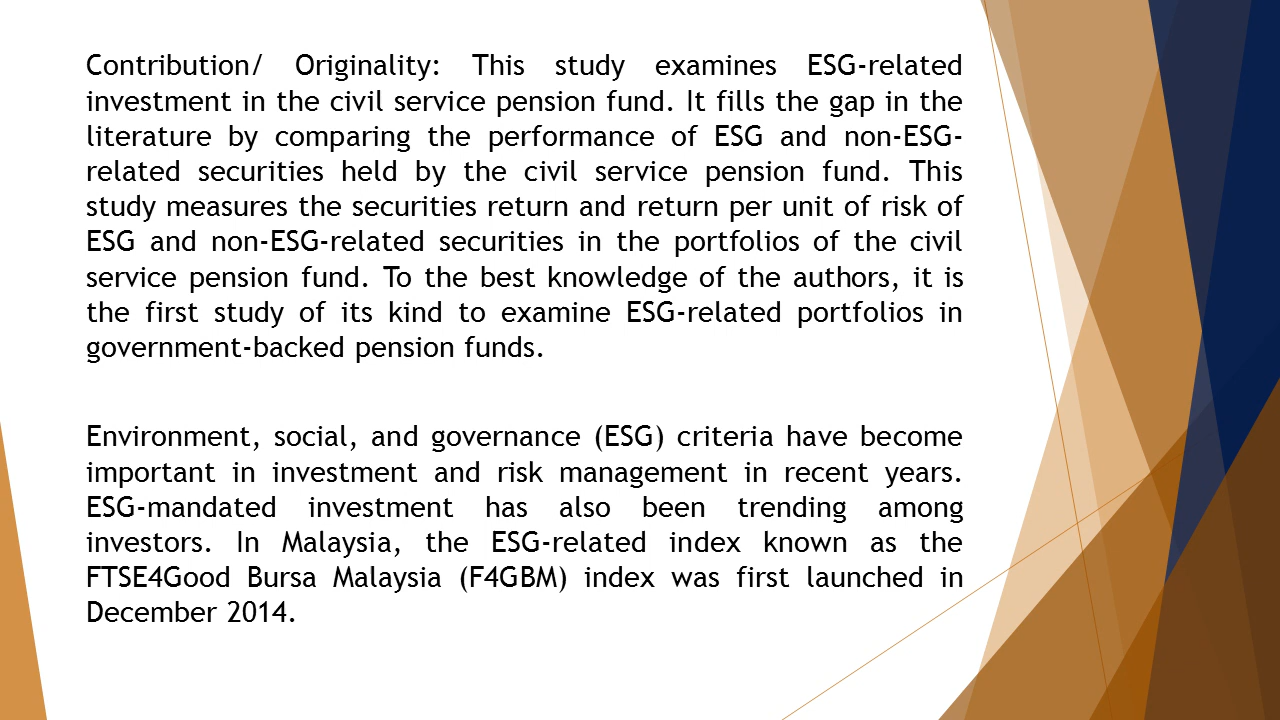 Contribution/ Originality: This study examines ESG-related
investment in the civil service pension fund. It fills the gap in the
literature by comparing the performance of ESG and non-ESG-
related securities held by the civil service pension fund. This
study measures the securities return and return per unit of risk of
ESG and non-ESG-related securities in the portfolios of the civil
service pension fund. To the best knowledge of the authors, it is
the first study of its kind to examine ESG-related portfolios in
government-backed pension funds.
Environment, social, and governance (ESG) criteria have become
important in investment and risk management in recent years.
ESG-mandated investment has also been trending among
investors. In Malaysia, the ESG-related index known as the
FTSE4Good Bursa Malaysia (F4GBM) index was first launched in
December 2014.